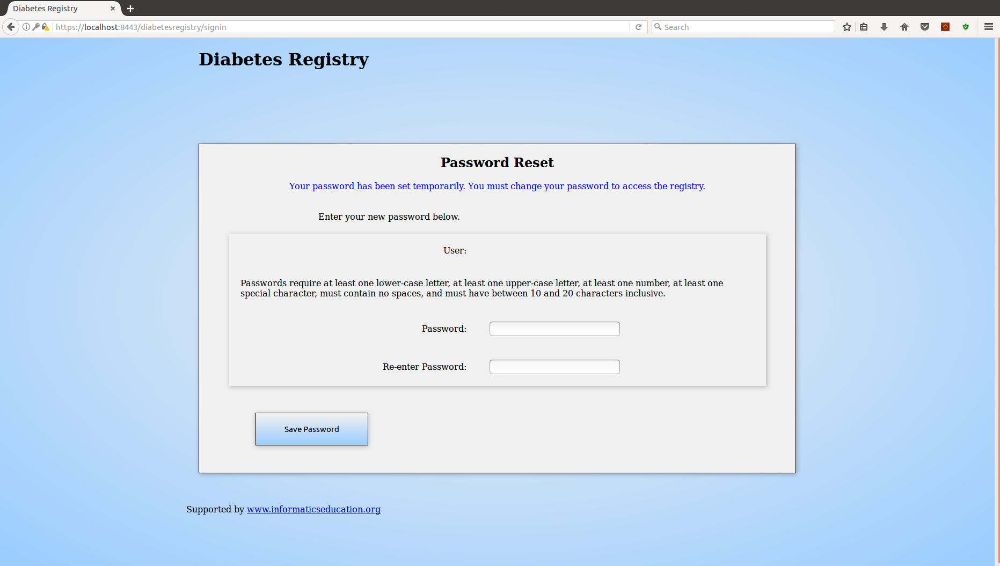 Diabetes Registry
https://localhost:8443/diabetesregistry/signin
Search
Diabetes Registry
Password Reset
Your password has been set temporarily. You must change your password to access the registry.
Enter your new password below.
User:
Passwords require at least one lower-case letter, at least one upper-case letter, at least one number, at least one
special character, must contain no spaces, and must have between 10 and 20 characters inclusive.
Password:
Re-enter Password:
Save Password
Supported by www.informaticseducation.org